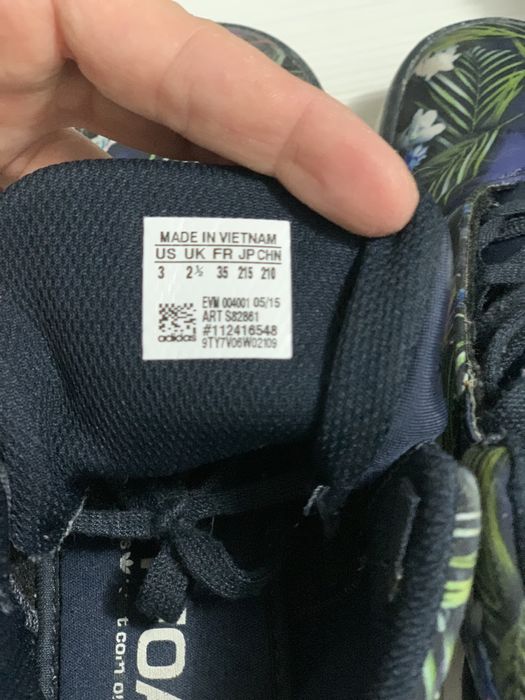 MADE IN VIETNAM
US UK FR JP CHN
3 2½ 35 215 210
EVM 004001 05/15
ART S82861
#112416548
adidas
9TY7V06W02109